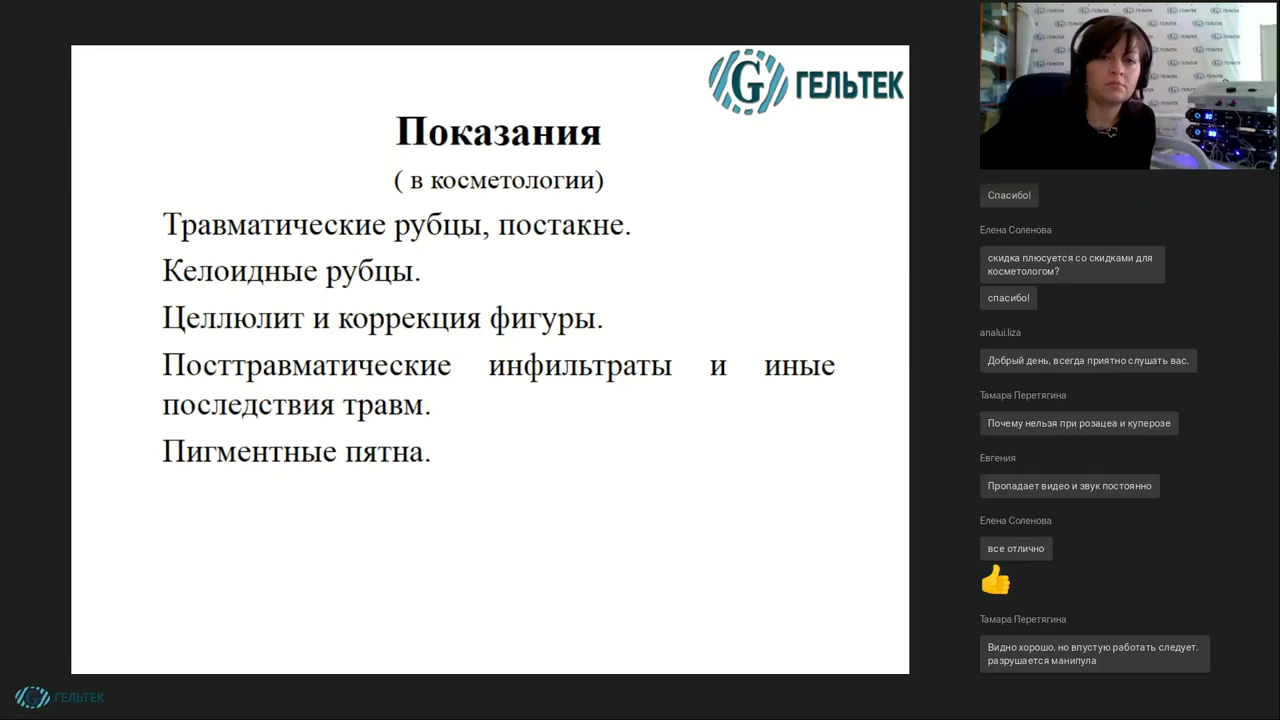 ГЕЛЬТЕК
Показания
( в косметологии)
Травматические рубцы, постакне.
Келоидные рубцы.
Целлюлит и коррекция фигуры.
Посттравматические инфильтраты и иные
последствия травм.
Пигментные пятна.
ГЕЛЬТЕК
Спасибо!
Елена Соленова
скидка плюсуется со скидками для
косметологом?
спасибо!
analui.liza
Добрый день, всегда приятно слушать вас.
Тамара Перетягина
Почему нельзя при розацеа и куперозе
Евгения
Пропадает видео и звук постоянно
Елена Соленова
все отлично
Тамара Перетягина
Видно хорошо. но впустую работать следует.
разрушается манипула